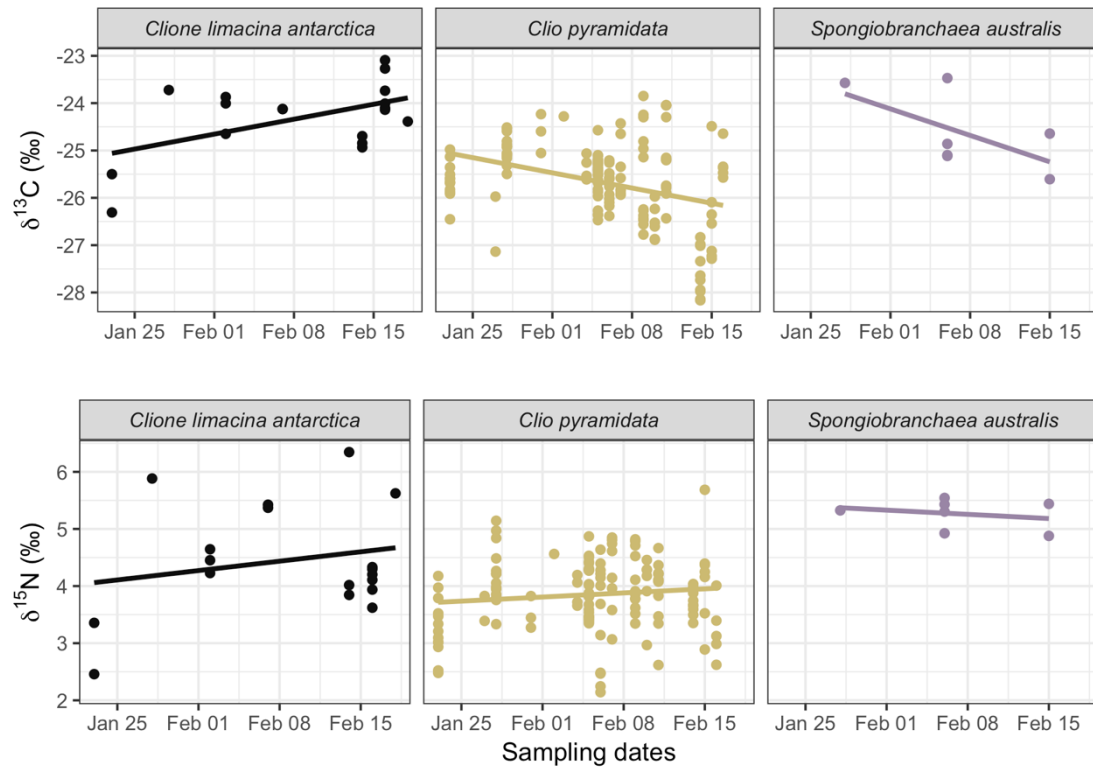 Clione limacina antarctica
Clio pyramidata
Spongiobranchaea australis
δ¹³C (‰)
-23
-24
-25
-26
-27
-28
Jan 25 Feb 01 Feb 08 Feb 15
Jan 25 Feb 01 Feb 08 Feb 15
Jan 25 Feb 01 Feb 08 Feb 15
Clione limacina antarctica
Clio pyramidata
Spongiobranchaea australis
δ¹⁵N (‰)
6
5
4
3
2
Jan 25 Feb 01 Feb 08 Feb 15
Jan 25 Feb 01 Feb 08 Feb 15
Jan 25 Feb 01 Feb 08 Feb 15
Sampling dates